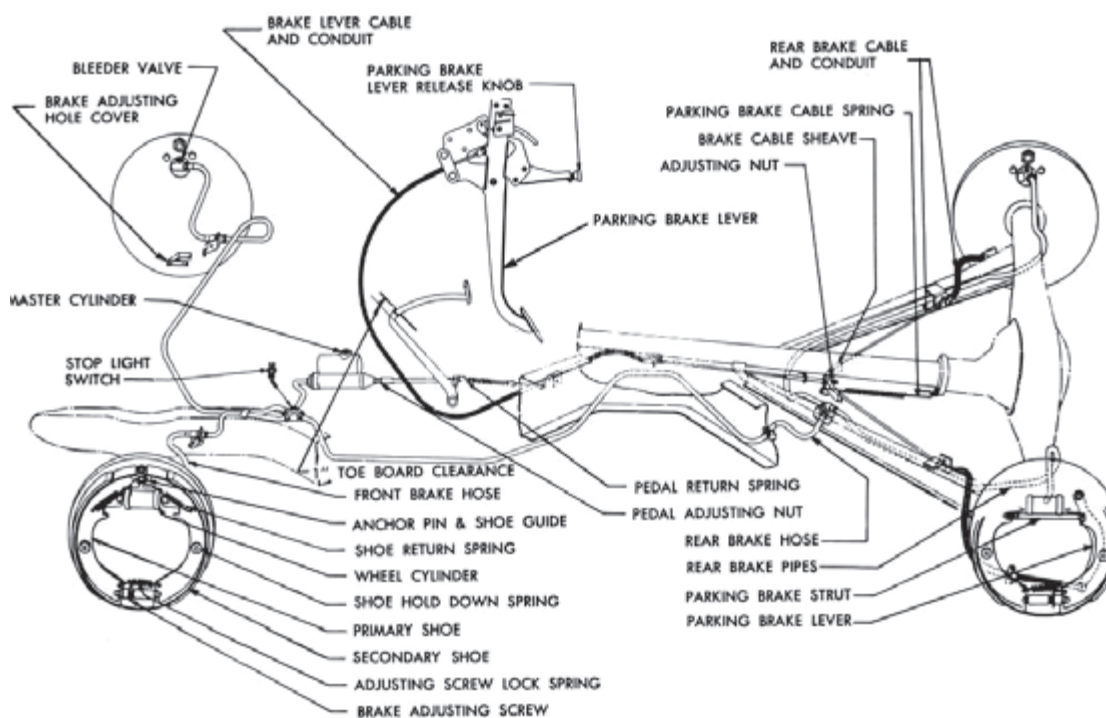 BRAKE LEVER CABLE
AND CONDUIT
BLEEDER VALVE
BRAKE ADJUSTING
HOLE COVER
PARKING BRAKE
LEVER RELEASE KNOB
REAR BRAKE CABLE
AND CONDUIT
PARKING BRAKE CABLE SPRING
BRAKE CABLE SHEAVE
ADJUSTING NUT
PARKING BRAKE LEVER
MASTER CYLINDER
STOP LIGHT
SWITCH
TOE BOARD CLEARANCE
FRONT BRAKE HOSE
ANCHOR PIN & SHOE GUIDE
SHOE RETURN SPRING
WHEEL CYLINDER
SHOE HOLD DOWN SPRING
PRIMARY SHOE
SECONDARY SHOE
ADJUSTING SCREW LOCK SPRING
BRAKE ADJUSTING SCREW
PEDAL RETURN SPRING
PEDAL ADJUSTING NUT
REAR BRAKE HOSE
REAR BRAKE PIPES
PARKING BRAKE STRUT
PARKING BRAKE LEVER